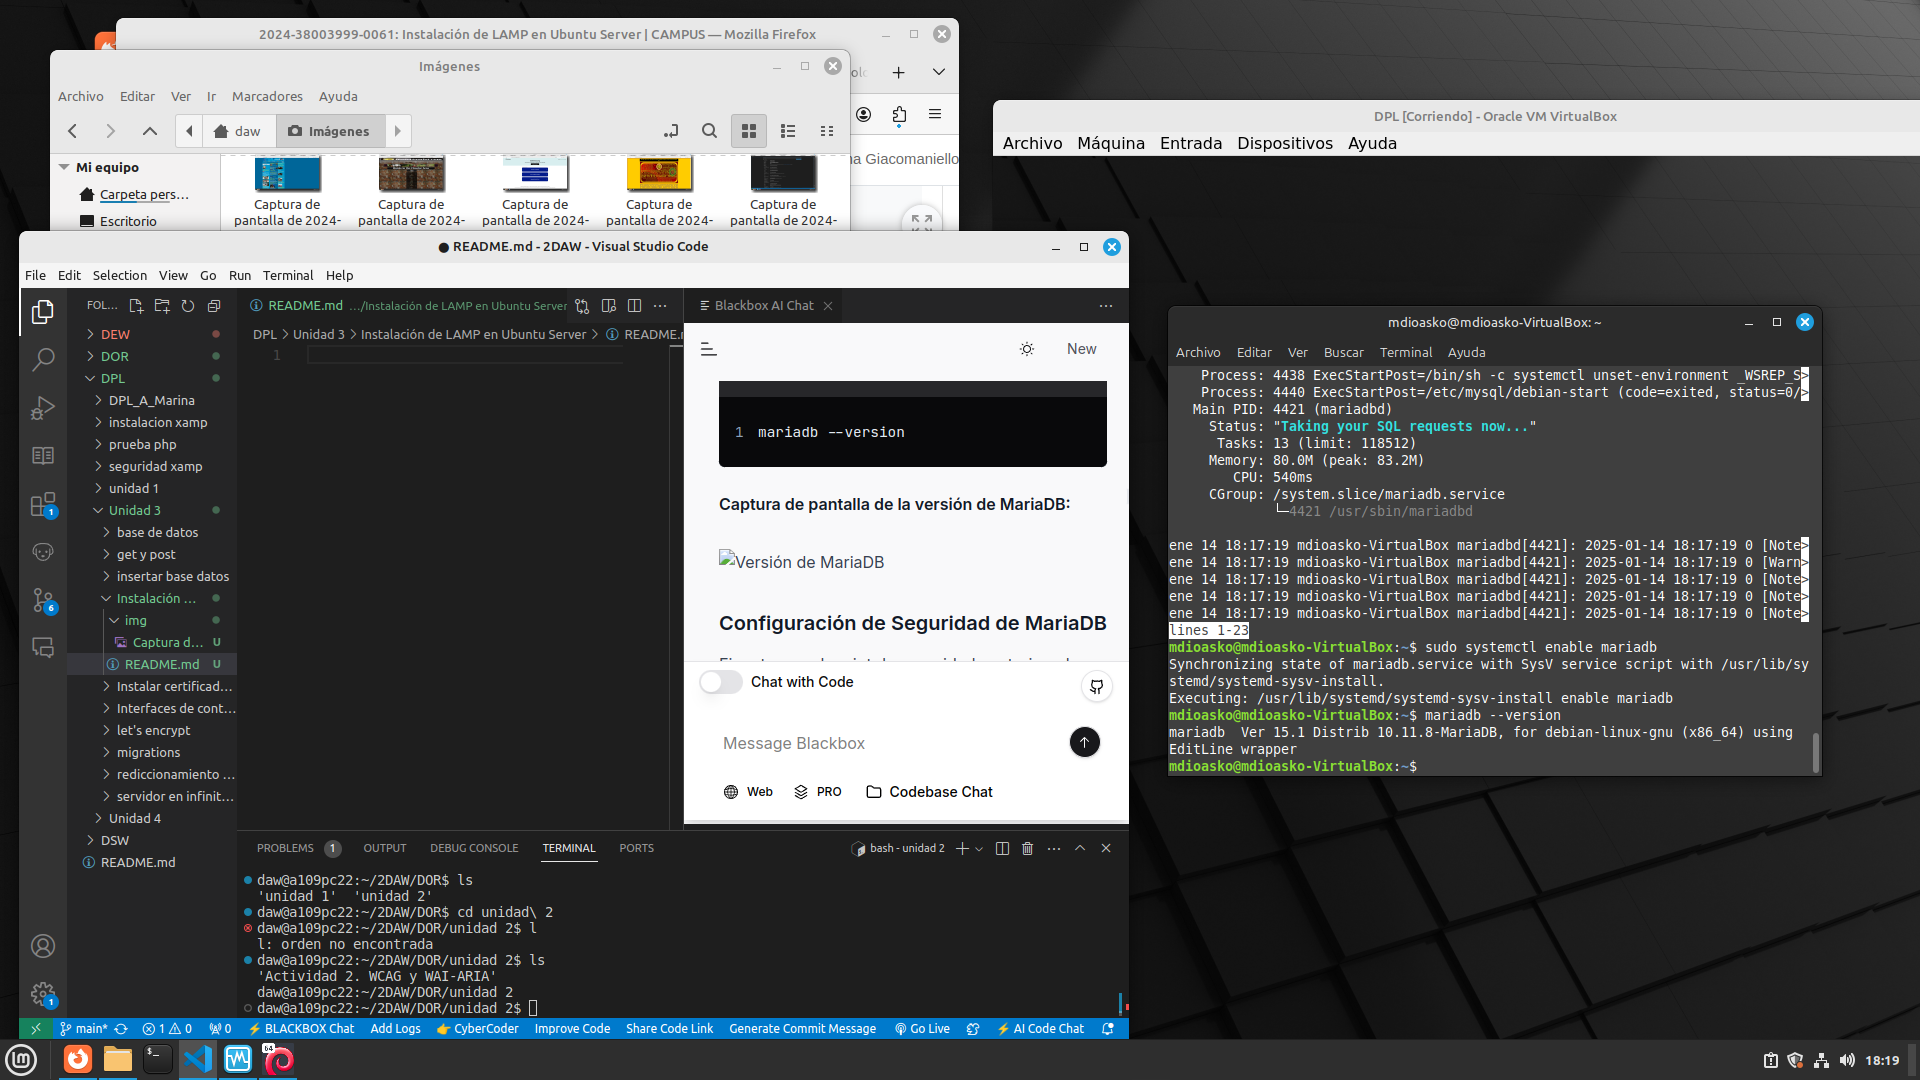 2024-38003999-0061: Instalación de LAMP en Ubuntu Server | CAMPUS — Mozilla Firefox
Imágenes
Archivo Editar Ver Ir Marcadores Ayuda
daw Imágenes
Mi equipo
Carpeta pers...
Escritorio
Captura de pantalla de 2024-
Captura de pantalla de 2024-
Captura de pantalla de 2024-
Captura de pantalla de 2024-
Captura de pantalla de 2024-
na Giacomaniello
DPL [Corriendo] - Oracle VM VirtualBox
Archivo Máquina Entrada Dispositivos Ayuda
● README.md - 2DAW - Visual Studio Code
File Edit Selection View Go Run Terminal Help
FOL...
DEW
DOR
DPL
DPL_A_Marina
instalacion xamp
prueba php
seguridad xamp
unidad 1
Unidad 3
base de datos
get y post
insertar base datos
Instalación ...
img
Captura d... U
README.md U
Instalar certificad...
Interfaces de cont...
let's encrypt
migrations
rediccionamiento ...
servidor en infinit...
Unidad 4
DSW
README.md
1
6
1
README.md .../Instalación de LAMP en Ubuntu Server
DPL > Unidad 3 > Instalación de LAMP en Ubuntu Server > README.m
1
Blackbox AI Chat
New
1 mariadb --version
Captura de pantalla de la versión de MariaDB:
Versión de MariaDB
Configuración de Seguridad de MariaDB
Chat with Code
Message Blackbox
Web PRO Codebase Chat
PROBLEMS 1 OUTPUT DEBUG CONSOLE TERMINAL PORTS
bash - unidad 2
daw@a109pc22:~/2DAW/DOR$ ls
'unidad 1'  'unidad 2'
daw@a109pc22:~/2DAW/DOR$ cd unidad\ 2
daw@a109pc22:~/2DAW/DOR/unidad 2$ l
l: orden no encontrada
daw@a109pc22:~/2DAW/DOR/unidad 2$ ls
'Actividad 2. WCAG y WAI-ARIA'
daw@a109pc22:~/2DAW/DOR/unidad 2
daw@a109pc22:~/2DAW/DOR/unidad 2$
main* 1 0 0 BLACKBOX Chat Add Logs CyberCoder Improve Code Share Code Link Generate Commit Message Go Live AI Code Chat
mdioasko@mdioasko-VirtualBox: ~
Archivo Editar Ver Buscar Terminal Ayuda
Process: 4438 ExecStartPost=/bin/sh -c systemctl unset-environment _WSREP_S>
Process: 4440 ExecStartPost=/etc/mysql/debian-start (code=exited, status=0/>
Main PID: 4421 (mariadbd)
Status: "Taking your SQL requests now..."
Tasks: 13 (limit: 118512)
Memory: 80.0M (peak: 83.2M)
CPU: 540ms
CGroup: /system.slice/mariadb.service
└─4421 /usr/sbin/mariadbd
ene 14 18:17:19 mdioasko-VirtualBox mariadbd[4421]: 2025-01-14 18:17:19 0 [Note>
ene 14 18:17:19 mdioasko-VirtualBox mariadbd[4421]: 2025-01-14 18:17:19 0 [Warn>
ene 14 18:17:19 mdioasko-VirtualBox mariadbd[4421]: 2025-01-14 18:17:19 0 [Note>
ene 14 18:17:19 mdioasko-VirtualBox mariadbd[4421]: 2025-01-14 18:17:19 0 [Note>
ene 14 18:17:19 mdioasko-VirtualBox mariadbd[4421]: 2025-01-14 18:17:19 0 [Note>
lines 1-23
mdioasko@mdioasko-VirtualBox:~$ sudo systemctl enable mariadb
Synchronizing state of mariadb.service with SysV service script with /usr/lib/sy
stemd/systemd-sysv-install.
Executing: /usr/lib/systemd/systemd-sysv-install enable mariadb
mdioasko@mdioasko-VirtualBox:~$ mariadb --version
mariadb  Ver 15.1 Distrib 10.11.8-MariaDB, for debian-linux-gnu (x86_64) using
EditLine wrapper
mdioasko@mdioasko-VirtualBox:~$
64
18:19